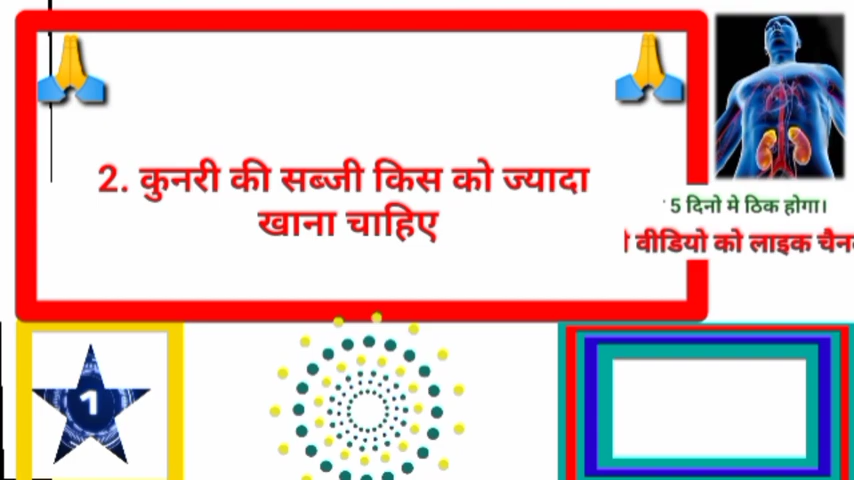 2. कुनरी की सब्जी किस को ज्यादा
खाना चाहिए
5 दिनो मे ठिक होगा।
वीडियो को लाइक
1